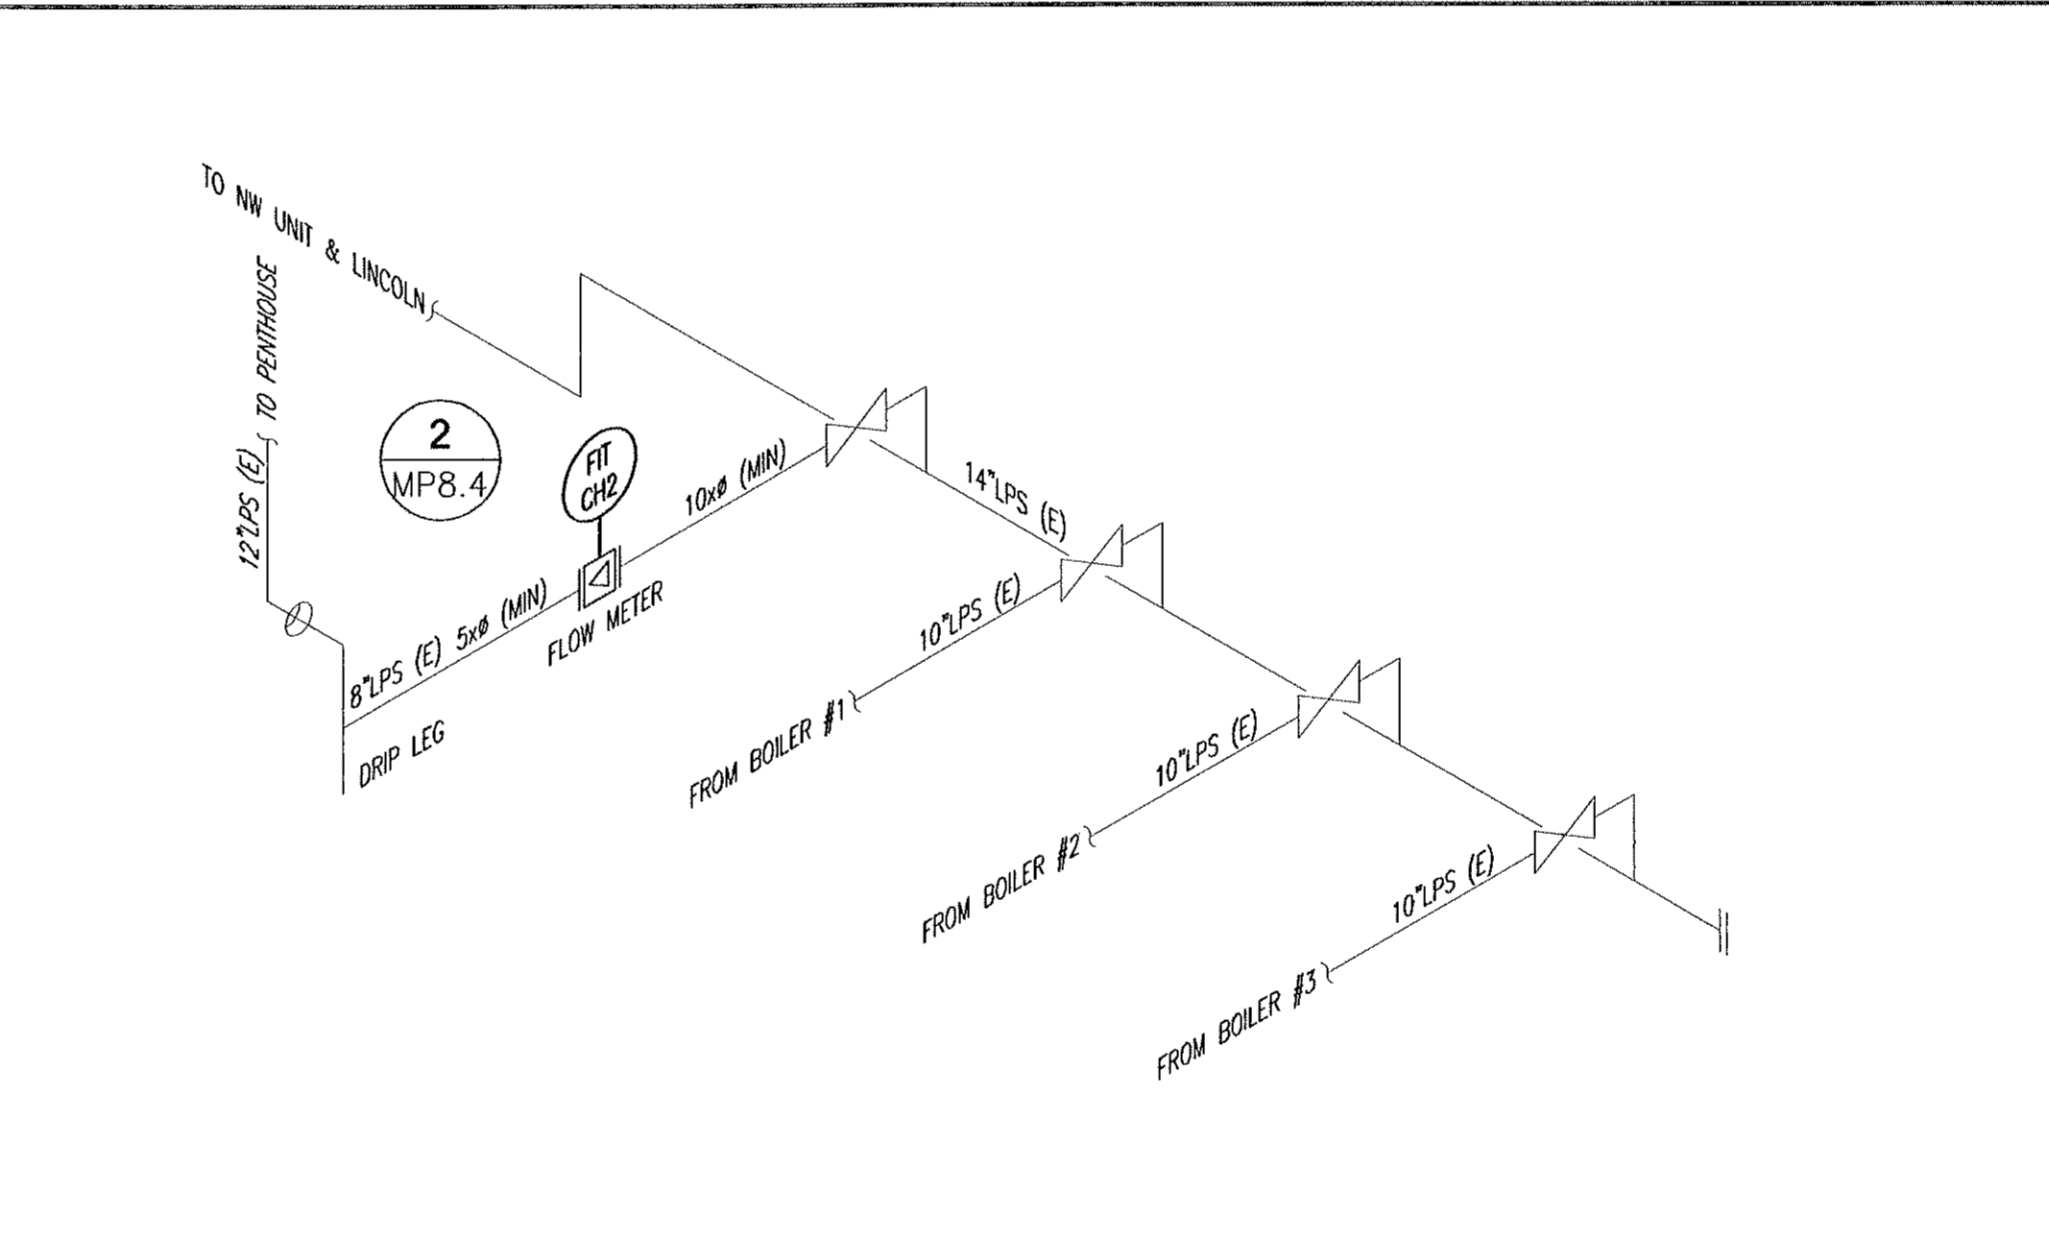 TO NW UNIT & LINCOLN
TO PENTHOUSE
12"LPS (E)
2
MP8.4
FIT
CH2
10xø (MIN)
14"LPS (E)
8"LPS (E) 5xø (MIN)
FLOW METER
DRIP LEG
10"LPS (E)
FROM BOILER #1
10"LPS (E)
FROM BOILER #2
10"LPS (E)
FROM BOILER #3